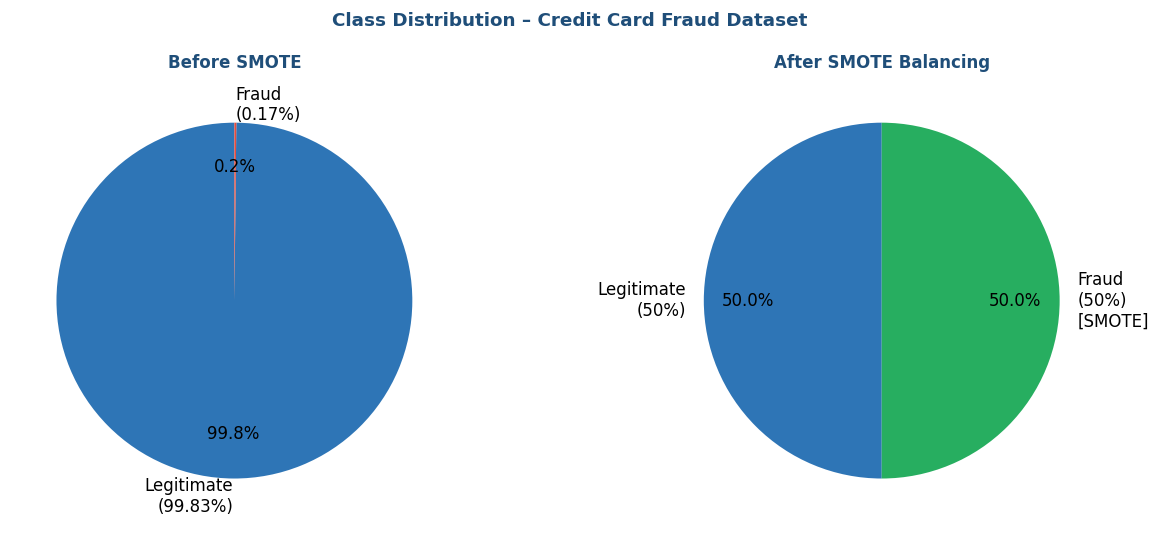 Class Distribution – Credit Card Fraud Dataset
Before SMOTE
Fraud
(0.17%)
0.2%
99.8%
Legitimate
(99.83%)
After SMOTE Balancing
Legitimate
(50%)
50.0%
50.0%
Fraud
(50%)
[SMOTE]